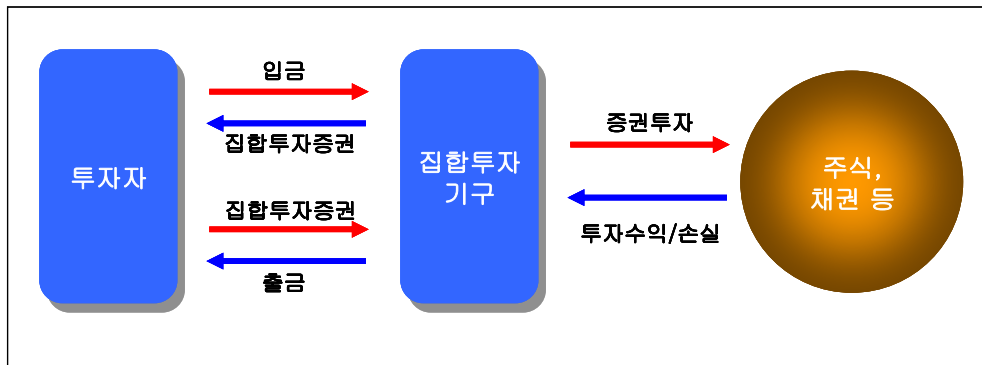 투자자
입금
집합투자증권
집합투자증권
출금
집합투자
기구
증권투자
투자수익/손실
주식,
채권 등